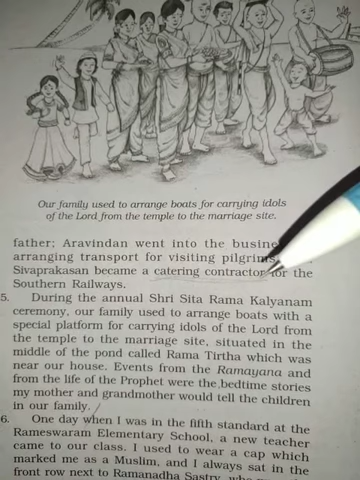 Our family used to arrange boats for carrying idols
of the Lord from the temple to the marriage site.
father; Aravindan went into the
arranging transport for visiting
Sivaprakasan became a catering contractor for the
Southern Railways.
5. During the annual Shri Sita Rama Kalyanam
ceremony, our family used to arrange boats with a
special platform for carrying idols of the Lord from
the temple to the marriage site, situated in the
middle of the pond called Rama Tirtha which was
near our house. Events from the Ramayana and
from the life of the Prophet were the bedtime stories
my mother and grandmother would tell the children
in our family.
6. One day when I was in the fifth standard at the
Rameswaram Elementary School, a new teacher
came to our class. I used to wear a cap which
marked me as a Muslim, and I always sat in the
front row next to Ramanadha Sastry, who